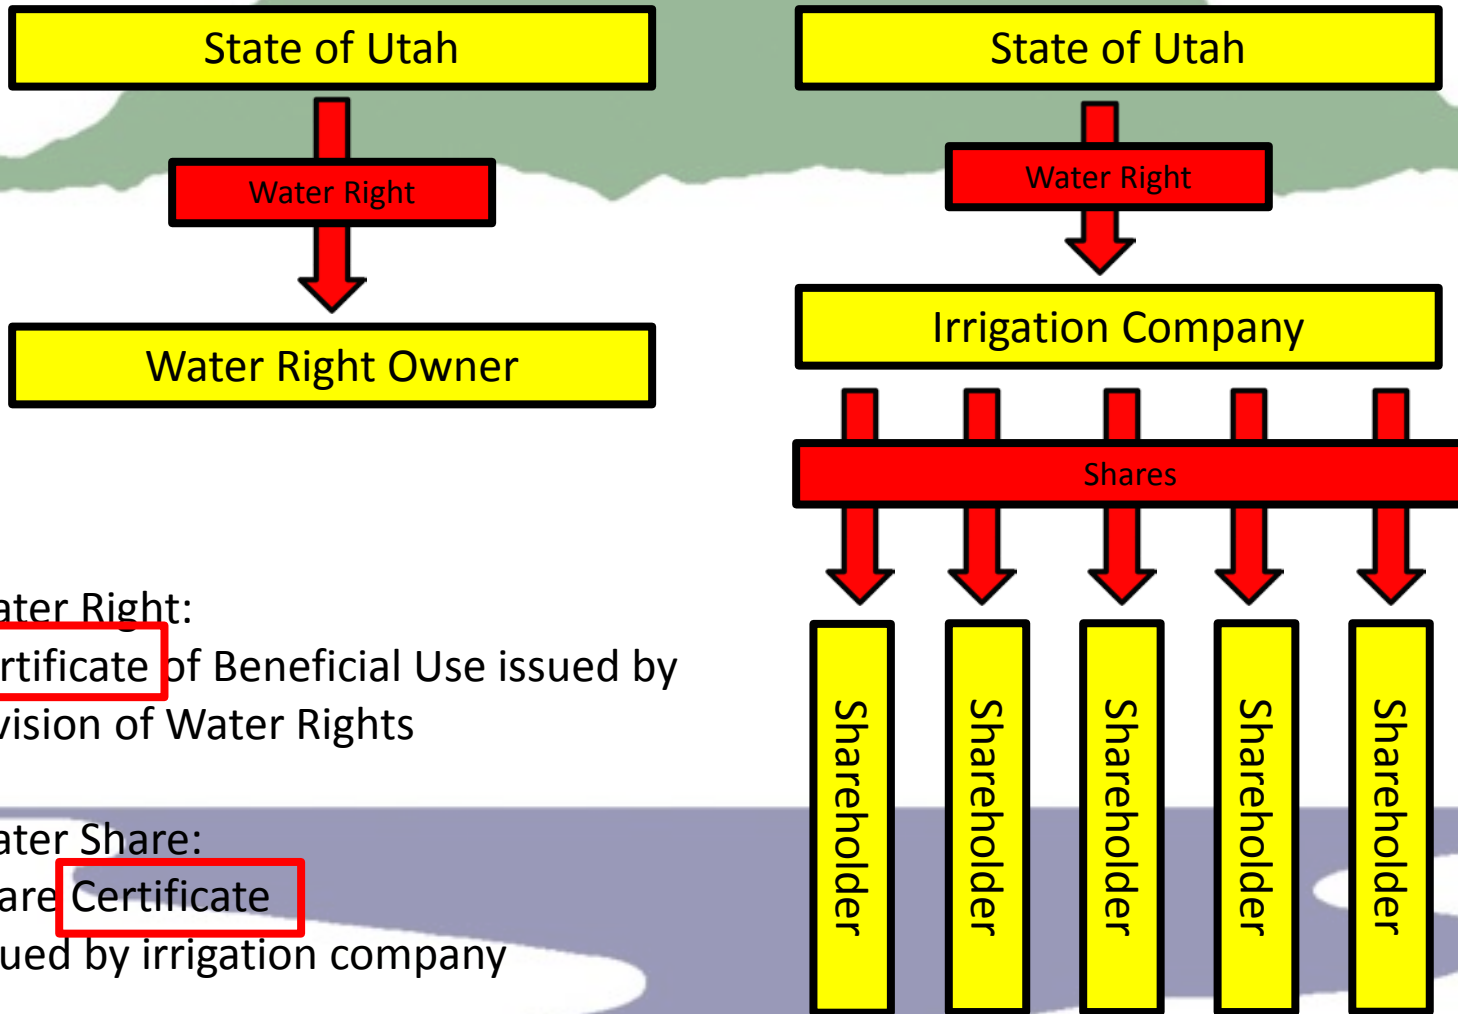 State of Utah
Water Right
Water Right Owner
State of Utah
Water Right
Irrigation Company
Shares
Shareholder
Shareholder
Shareholder
Shareholder
Shareholder
ater Right:
rtificate of Beneficial Use issued by
vision of Water Rights
ater Share:
are Certificate
ued by irrigation company